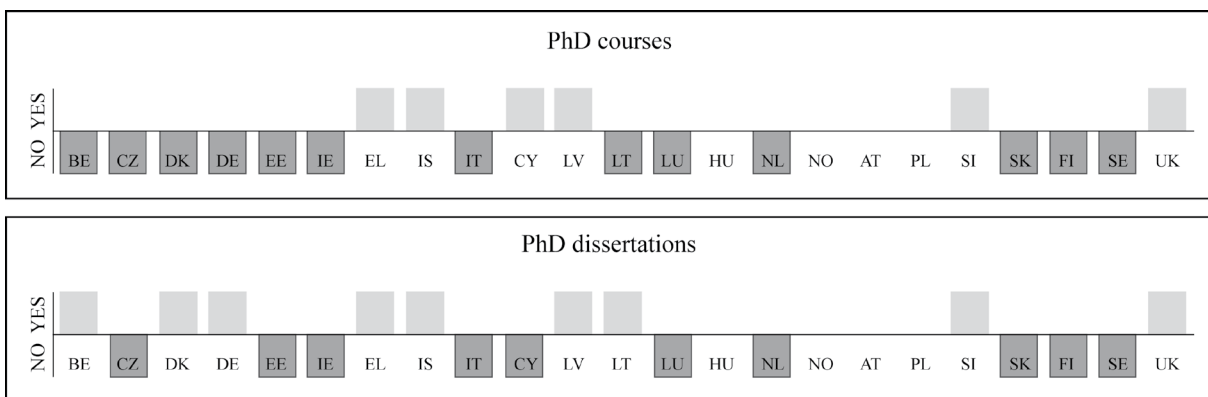 PhD courses
NO YES
BE CZ DK DE EE IE EL IS IT CY LV LT LU HU NL NO AT PL SI SK FI SE UK
PhD dissertations
NO YES
BE CZ DK DE EE IE EL IS IT CY LV LT LU HU NL NO AT PL SI SK FI SE UK